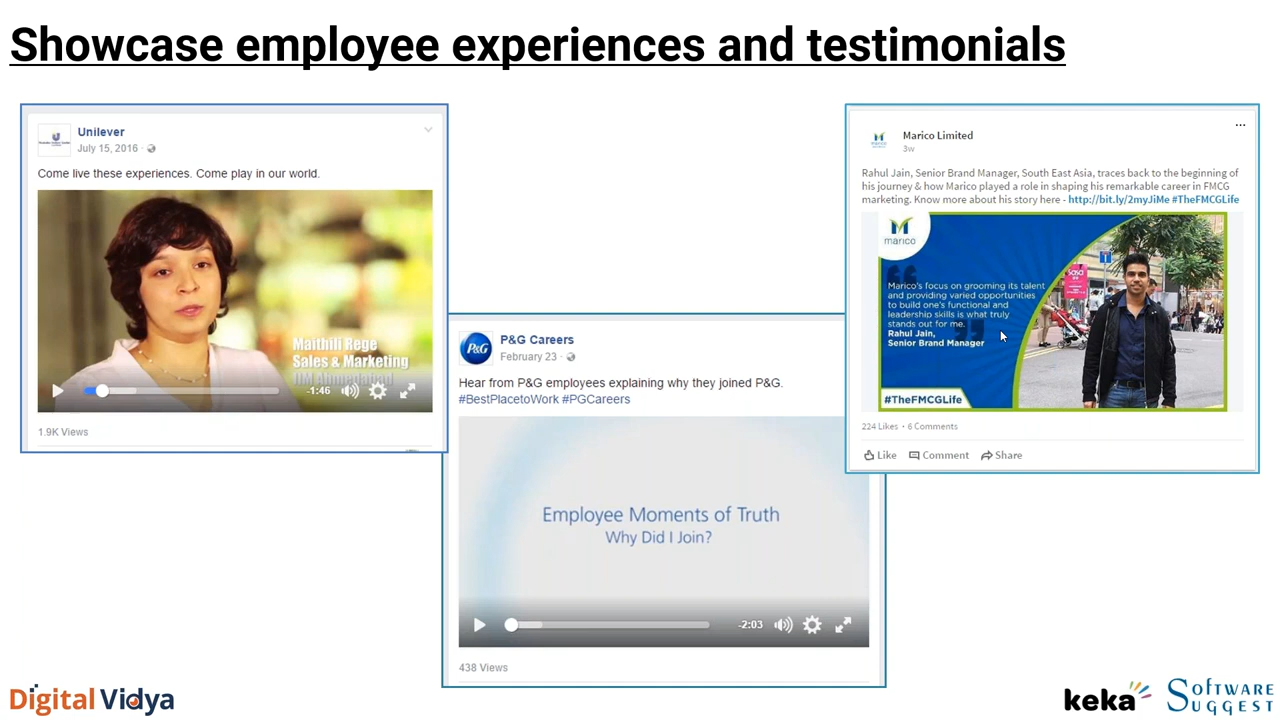 Showcase employee experiences and testimonials
Unilever
July 15, 2016
Come live these experiences. Come play in our world.
Maithili Rege
Sales & Marketing
IIM Ahmedabad
-1:46
1.9K Views
P&G
P&G Careers
February 23
Hear from P&G employees explaining why they joined P&G.
#BestPlacetoWork #PGCareers
Employee Moments of Truth
Why Did I Join?
-2:03
438 Views
marico
Marico Limited
3w
Rahul Jain, Senior Brand Manager, South East Asia, traces back to the beginning of
his journey & how Marico played a role in shaping his remarkable career in FMCG
marketing. Know more about his story here - http://bit.ly/2myJiMe #TheFMCGLife
marico
Marico's focus on grooming its talent
and providing varied opportunities
to build one's functional and
leadership skills is what truly
stands out for me.
Rahul Jain,
Senior Brand Manager
sasa
#TheFMCGLife
224 Likes · 6 Comments
Like Comment Share
Digital Vidya
keka
Software
Suggest